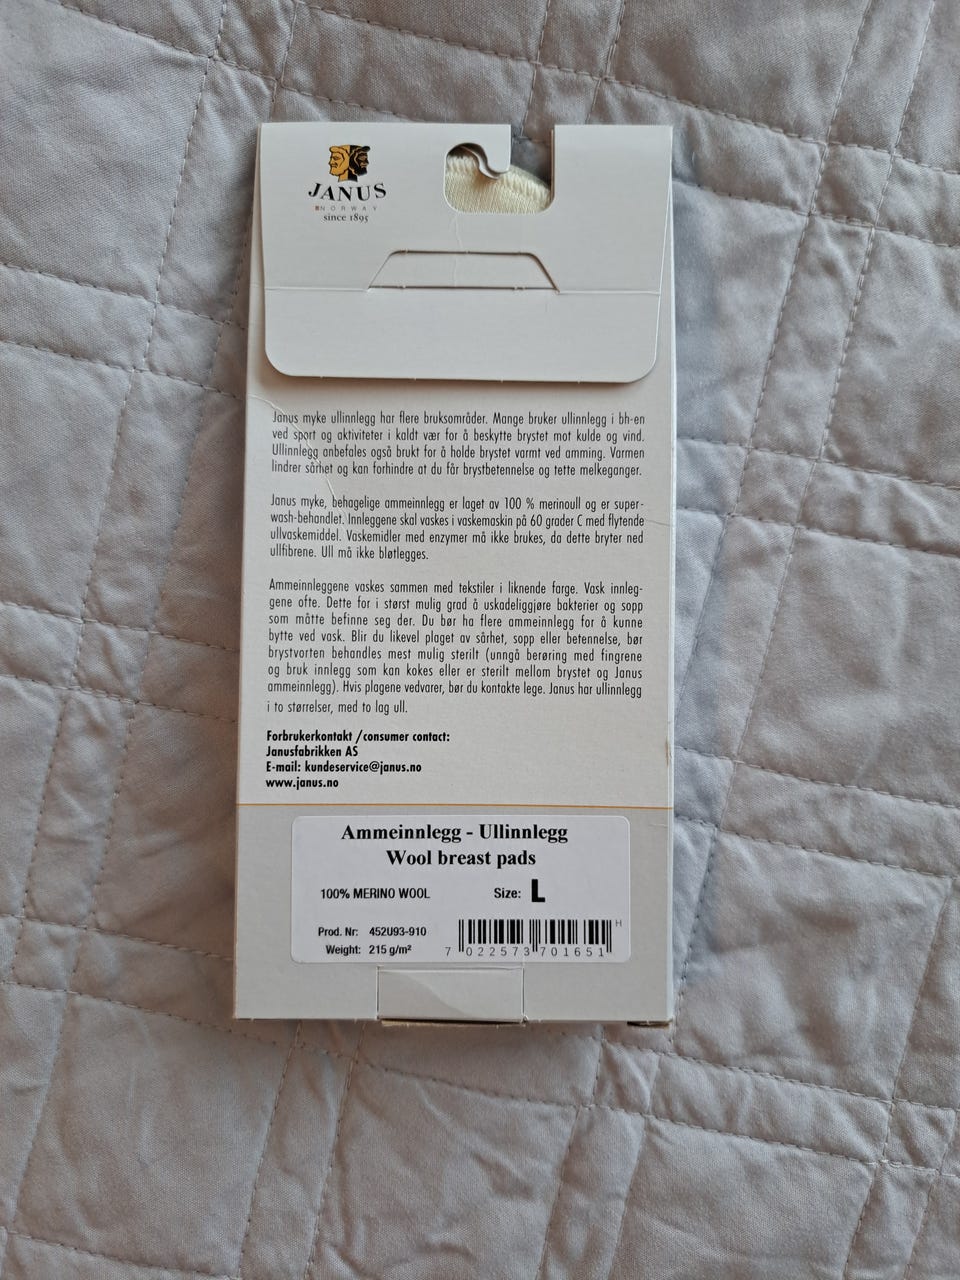 JANUS
NORWAY
since 1895
Janus myke ullinnlegg har flere bruksområder. Mange bruker ullinnlegg i bh-en
ved sport og aktiviteter i kaldt vær for å beskytte brystet mot kulde og vind.
Ullinnlegg anbefales også brukt for å holde brystet varmt ved amming. Varmen
lindrer sårhet og kan forhindre at du får brystbetennelse og tette melkeganger.
Janus myke, behagelige ammeinnlegg er laget av 100 % merinoull og er super-
wash-behandlet. Innleggene skal vaskes i vaskemaskin på 60 grader C med flytende
ullvaskemiddel. Vaskemidler med enzymer må ikke brukes, da dette bryter ned
ullfibrene. Ull må ikke bløtlegges.
Ammeinnleggene vaskes sammen med tekstiler i liknende farge. Vask innleg-
gene ofte. Dette for i størst mulig grad å uskadeliggjøre bakterier og sopp
som måtte befinne seg der. Du bør ha flere ammeinnlegg for å kunne
bytte ved vask. Blir du likevel plaget av sårhet, sopp eller betennelse, bør
brystvorten behandles mest mulig sterilt (unngå berøring med fingrene
og bruk innlegg som kan kokes eller er sterilt mellom brystet og Janus
ammeinnlegg). Hvis plagene vedvarer, bør du kontakte lege. Janus har ullinnlegg
i to størrelser, med to lag ull.
Forbrukerkontakt /consumer contact:
Janusfabrikken AS
E-mail: kundeservice@janus.no
www.janus.no
Ammeinnlegg - Ullinnlegg
Wool breast pads
100% MERINO WOOL Size: L
Prod. Nr: 452U93-910
Weight: 215 g/m²
H
7 022573 701651